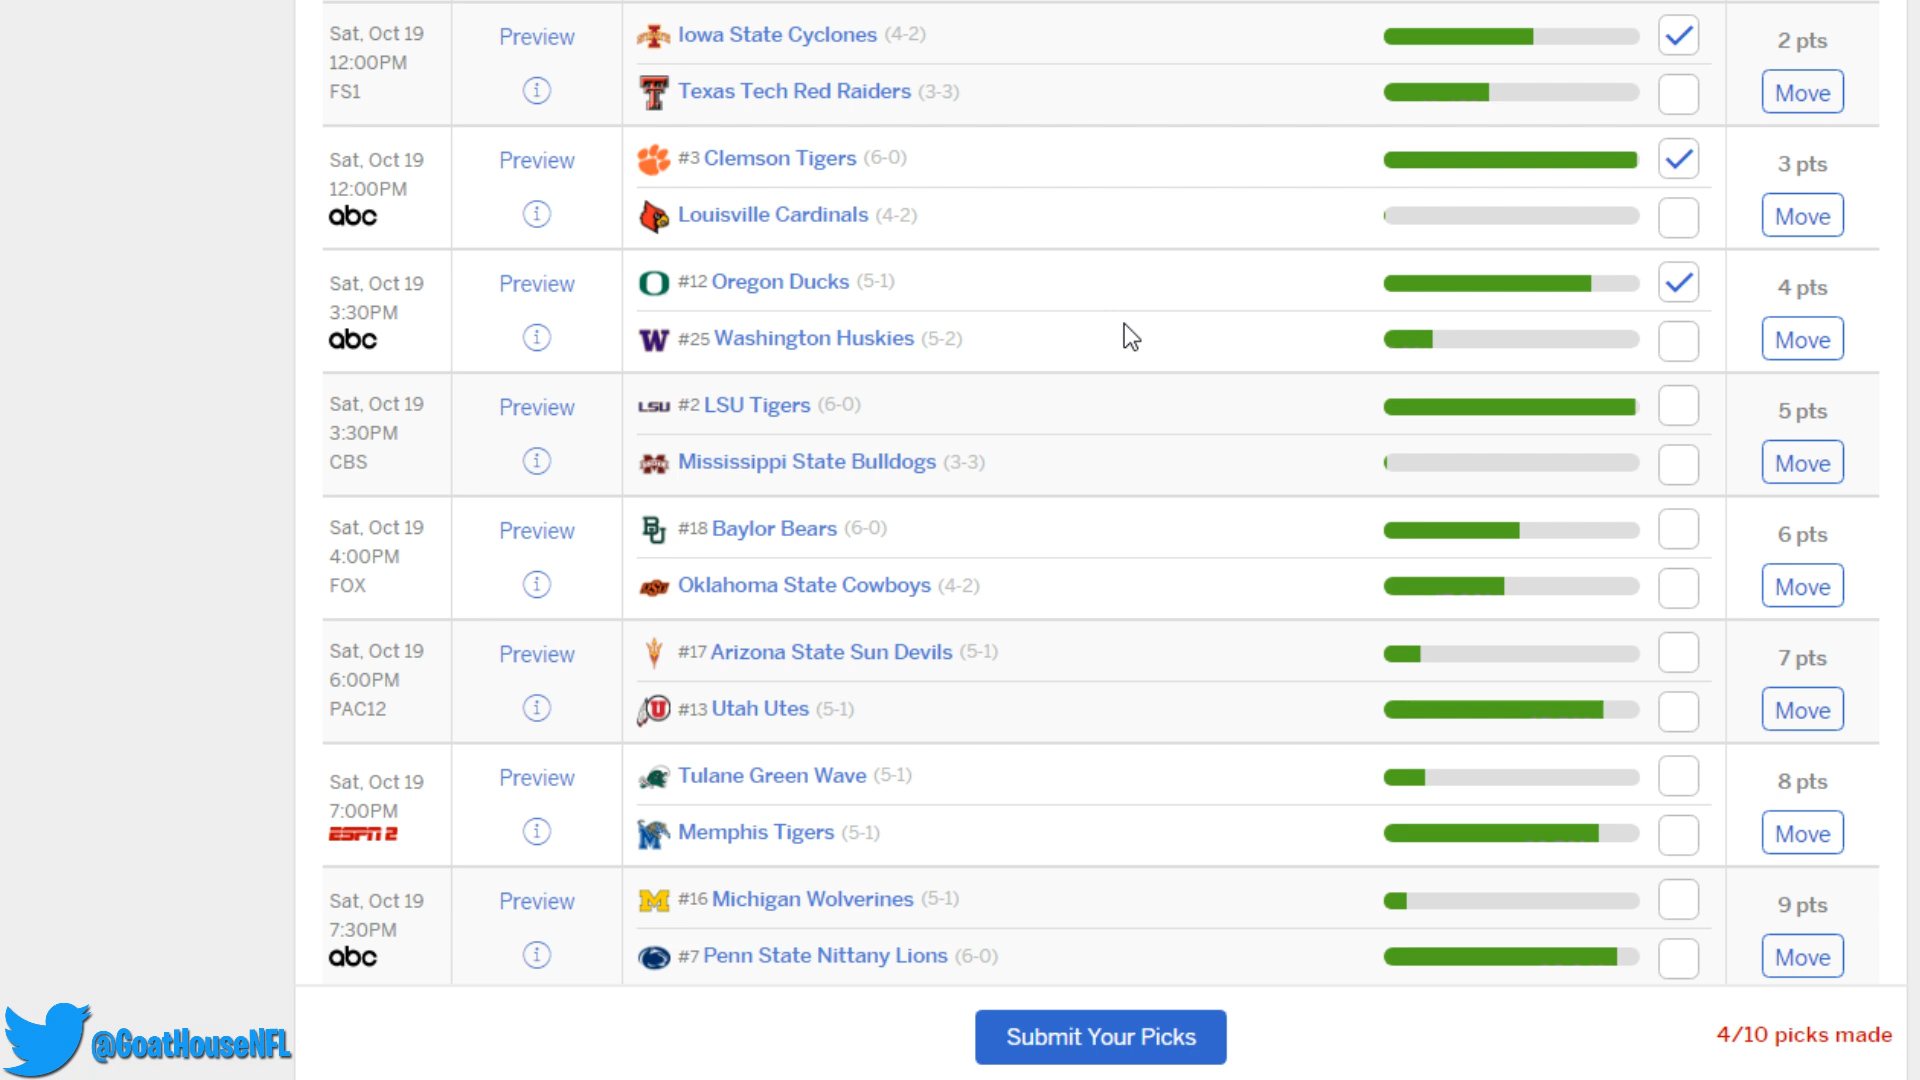 Sat, Oct 19
12:00PM
FS1
Preview
Iowa State Cyclones (4-2)
Texas Tech Red Raiders (3-3)
2 pts
Move
Sat, Oct 19
12:00PM
abc
Preview
#3 Clemson Tigers (6-0)
Louisville Cardinals (4-2)
3 pts
Move
Sat, Oct 19
3:30PM
abc
Preview
#12 Oregon Ducks (5-1)
#25 Washington Huskies (5-2)
4 pts
Move
Sat, Oct 19
3:30PM
CBS
Preview
LSU #2 LSU Tigers (6-0)
Mississippi State Bulldogs (3-3)
5 pts
Move
Sat, Oct 19
4:00PM
FOX
Preview
#18 Baylor Bears (6-0)
Oklahoma State Cowboys (4-2)
6 pts
Move
Sat, Oct 19
6:00PM
PAC12
Preview
#17 Arizona State Sun Devils (5-1)
#13 Utah Utes (5-1)
7 pts
Move
Sat, Oct 19
7:00PM
ESPN 2
Preview
Tulane Green Wave (5-1)
Memphis Tigers (5-1)
8 pts
Move
Sat, Oct 19
7:30PM
abc
Preview
#16 Michigan Wolverines (5-1)
#7 Penn State Nittany Lions (6-0)
9 pts
Move
@GoatHouseNFL
Submit Your Picks
4/10 picks made